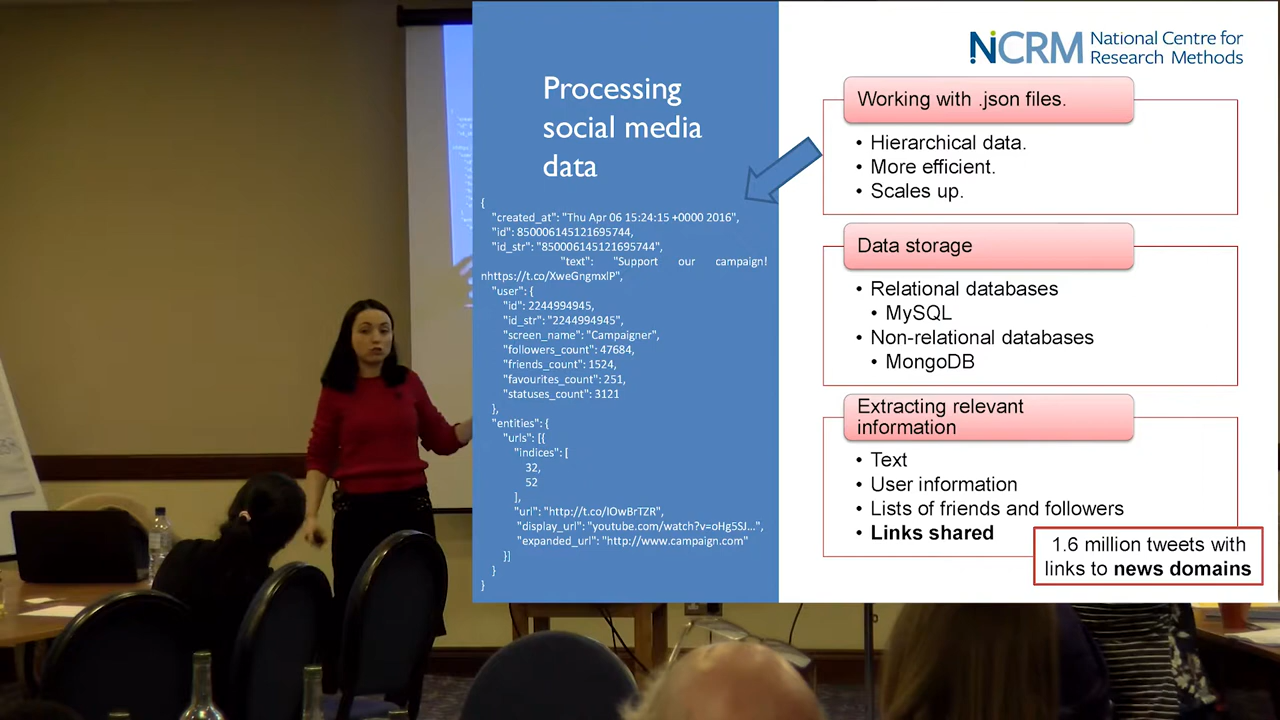 Processing
social media
data
{
"created_at": "Thu Apr 06 15:24:15 +0000 2016",
"id": 850006145121695744,
"id_str": "850006145121695744",
"text": "Support our campaign!
nhttps://t.co/XweGngmxlP",
"user": {
"id": 2244994945,
"id_str": "2244994945",
"screen_name": "Campaigner",
"followers_count": 47684,
"friends_count": 1524,
"favourites_count": 251,
"statuses_count": 3121
},
"entities": {
"urls": [{
"indices": [
32,
52
],
"url": "http://t.co/IOwBrTZR",
"display_url": "youtube.com/watch?v=oHg5SJ…",
"expanded_url": "http://www.campaign.com"
}]
}
}
NCRM National Centre for
Research Methods
Working with .json files.
• Hierarchical data.
• More efficient.
• Scales up.
Data storage
• Relational databases
• MySQL
• Non-relational databases
• MongoDB
Extracting relevant
information
• Text
• User information
• Lists of friends and followers
• Links shared
1.6 million tweets with
links to news domains